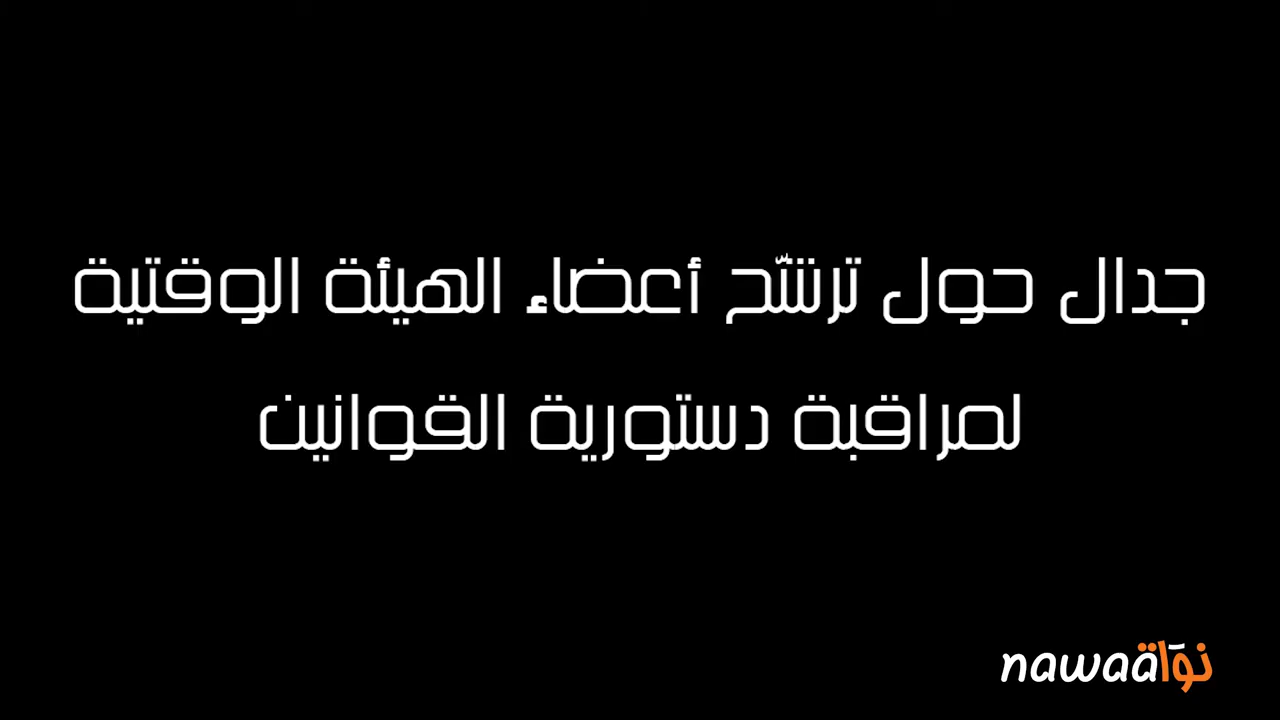 جدال حول ترشّح أعضاء الهيئة الوقتية
لمراقبة دستورية القوانين
nawaaنواة